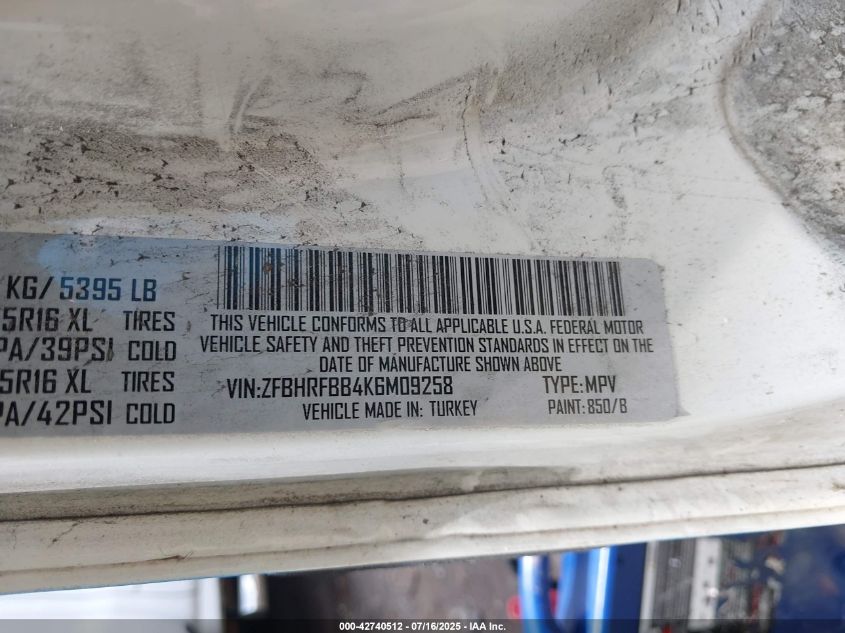 KG/ 5395 LB
5R16 XL TIRES
PA/39PSI COLD
5R16 XL TIRES
PA/42PSI COLD
THIS VEHICLE CONFORMS TO ALL APPLICABLE U.S.A. FEDERAL MOTOR
VEHICLE SAFETY AND THEFT PREVENTION STANDARDS IN EFFECT ON THE
DATE OF MANUFACTURE SHOWN ABOVE
VIN:ZFBHRFBB4K6M09258 TYPE:MPV
VEHICLE MADE IN: TURKEY PAINT:850/B
000-42740512 - 07/16/2025 - IAA Inc.